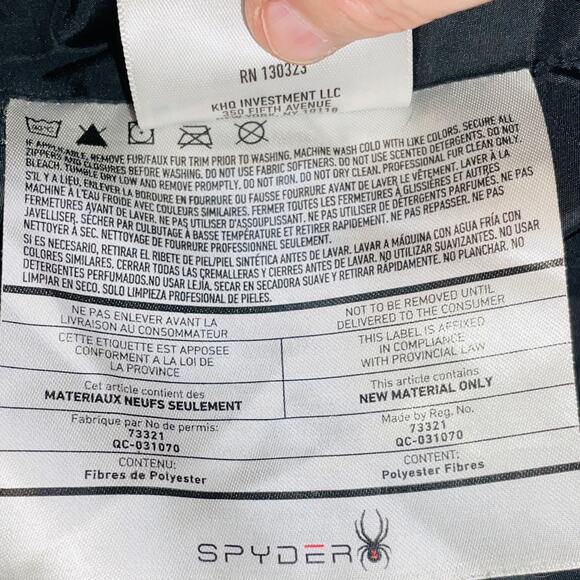 RN 130323
KHQ INVESTMENT LLC
350 FIFTH AVENUE
NEW YORK, NY 10118
30°C
IF APPLICABLE, REMOVE FUR/FAUX FUR TRIM PRIOR TO WASHING. MACHINE WASH COLD WITH LIKE COLORS. SECURE ALL
ZIPPERS AND CLOSURES BEFORE WASHING. DO NOT USE FABRIC SOFTENERS. DO NOT USE SCENTED DETERGENTS. DO NOT
BLEACH. TUMBLE DRY LOW AND REMOVE PROMPTLY. DO NOT IRON. DO NOT DRY CLEAN. PROFESSIONAL FUR CLEAN ONLY.
S'IL Y A LIEU, ENLEVER LA BORDURE EN FOURRURE OU FAUSSE FOURRURE AVANT DE LAVER LE VÊTEMENT. LAVER À LA
MACHINE À L'EAU FROIDE AVEC COULEURS SIMILAIRES. FERMER TOUTES LES FERMETURES À GLISSIÈRES ET AUTRES
FERMETURES AVANT DE LAVER. NE PAS UTILISER D'ASSOUPLISSANT. NE PAS UTILISER DE DÉTERGENTS PARFUMÉS. NE PAS
JAVELLISER. SÉCHER PAR CULBUTAGE À BASSE TEMPÉRATURE ET RETIRER RAPIDEMENT. NE PAS REPASSER. NE PAS
NETTOYER À SEC. NETTOYAGE DE FOURRURE PROFESSIONNEL SEULEMENT.
SI ES NECESARIO, RETIRAR EL RIBETE DE PIEL/PIEL SINTÉTICA ANTES DE LAVAR. LAVAR A MÁQUINA CON AGUA FRÍA CON
COLORES SIMILARES. CERRAR TODAS LAS CREMALLERAS Y CIERRES ANTES DE LAVAR. NO UTILIZAR SUAVIZANTES. NO USAR
DETERGENTES PERFUMADOS.NO USAR LEJÍA. SECAR EN SECADORA SUAVE Y RETIRAR RÁPIDAMENTE. NO PLANCHAR. NO
LIMPIAR EN SECO. SOLO LIMPIEZA PROFESIONAL DE PIELES.
NE PAS ENLEVER AVANT LA
LIVRAISON AU CONSOMMATEUR
CETTE ETIQUETTE EST APPOSEE
CONFORMENT A LA LOI DE
LA PROVINCE
Cet article contient des
MATERIAUX NEUFS SEULEMENT
Fabrique par No de permis:
73321
QC-031070
CONTENU:
Fibres de Polyester
NOT TO BE REMOVED UNTIL
DELIVERED TO THE CONSUMER
THIS LABEL IS AFFIXED
IN COMPLIANCE
WITH PROVINCIAL LAW
This article contains
NEW MATERIAL ONLY
Made by Reg. No.
73321
QC-031070
CONTENT:
Polyester Fibres
SPYDER